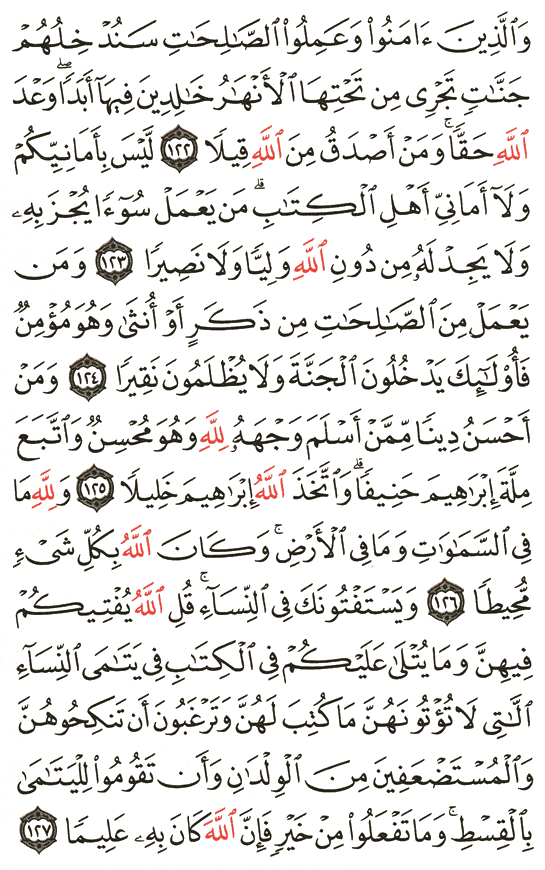 وَٱلَّذِينَ ءَامَنُوا۟ وَعَمِلُوا۟ ٱلصَّٰلِحَٰتِ سَنُدْخِلُهُمْ
جَنَّٰتٍ تَجْرِى مِن تَحْتِهَا ٱلْأَنْهَٰرُ خَٰلِدِينَ فِيهَآ أَبَدًا ۖ وَعْدَ
ٱللَّهِ حَقًّا ۚ وَمَنْ أَصْدَقُ مِنَ ٱللَّهِ قِيلًا ١٢٢ لَّيْسَ بِأَمَانِيِّكُمْ
وَلَآ أَمَانِىِّ أَهْلِ ٱلْكِتَٰبِ ۗ مَن يَعْمَلْ سُوٓءًا يُجْزَ بِهِۦ
وَلَا يَجِدْ لَهُۥ مِن دُونِ ٱللَّهِ وَلِيًّا وَلَا نَصِيرًا ١٢٣ وَمَن
يَعْمَلْ مِنَ ٱلصَّٰلِحَٰتِ مِن ذَكَرٍ أَوْ أُنثَىٰ وَهُوَ مُؤْمِنٌ
فَأُو۟لَٰٓئِكَ يَدْخُلُونَ ٱلْجَنَّةَ وَلَا يُظْلَمُونَ نَقِيرًا ١٢٤ وَمَنْ
أَحْسَنُ دِينًا مِّمَّنْ أَسْلَمَ وَجْهَهُۥ لِلَّهِ وَهُوَ مُحْسِنٌ وَٱتَّبَعَ
مِلَّةَ إِبْرَٰهِيمَ حَنِيفًا ۗ وَٱتَّخَذَ ٱللَّهُ إِبْرَٰهِيمَ خَلِيلًا ١٢٥ وَلِلَّهِ مَا
فِى ٱلسَّمَٰوَٰتِ وَمَا فِى ٱلْأَرْضِ ۚ وَكَانَ ٱللَّهُ بِكُلِّ شَىْءٍ
مُّحِيطًا ١٢٦ وَيَسْتَفْتُونَكَ فِى ٱلنِّسَآءِ ۖ قُلِ ٱللَّهُ يُفْتِيكُمْ
فِيهِنَّ وَمَا يُتْلَىٰ عَلَيْكُمْ فِى ٱلْكِتَٰبِ فِى يَتَٰمَى ٱلنِّسَآءِ
ٱلَّٰتِى لَا تُؤْتُونَهُنَّ مَا كُتِبَ لَهُنَّ وَتَرْغَبُونَ أَن تَنكِحُوهُنَّ
وَٱلْمُسْتَضْعَفِينَ مِنَ ٱلْوِلْدَٰنِ وَأَن تَقُومُوا۟ لِلْيَتَٰمَىٰ
بِٱلْقِسْطِ ۚ وَمَا تَفْعَلُوا۟ مِنْ خَيْرٍ فَإِنَّ ٱللَّهَ كَانَ بِهِۦ عَلِيمًا ١٢٧